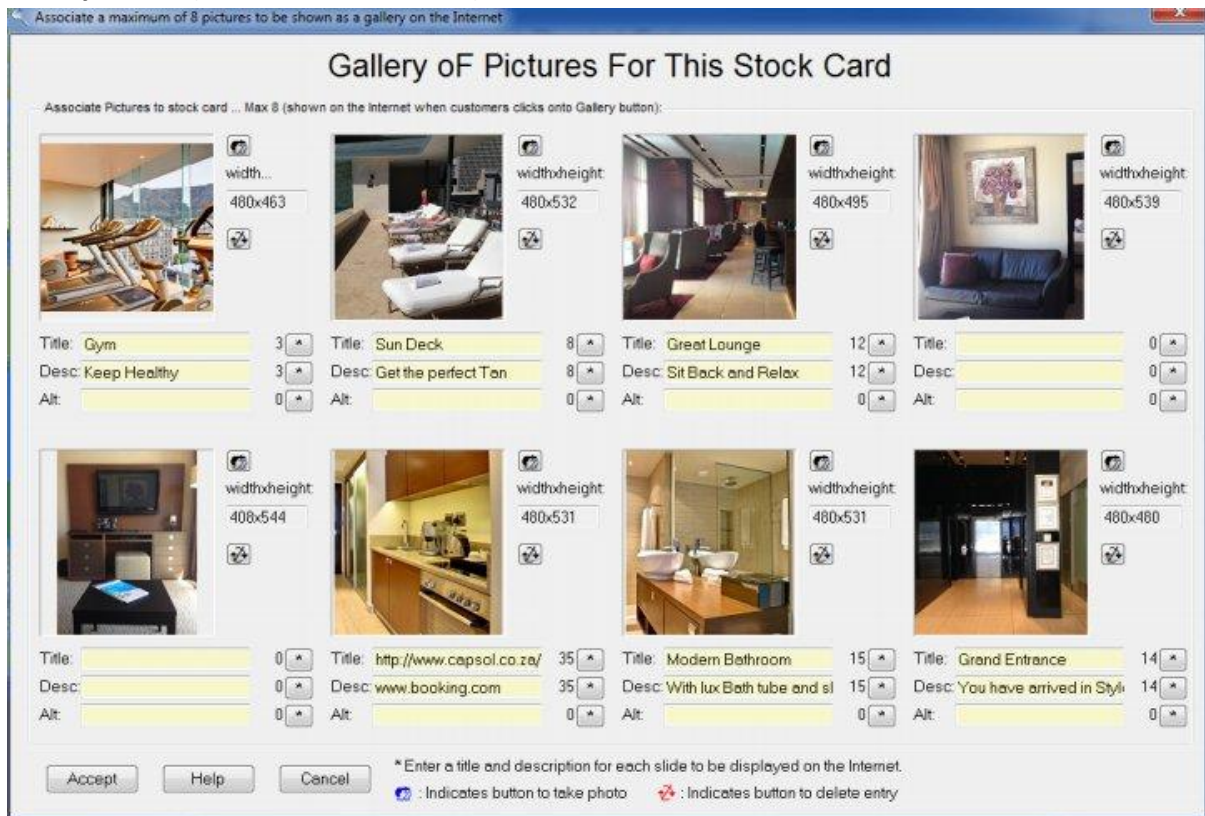 Associate a maximum of 8 pictures to be shown as a gallery on the Internet
Gallery oF Pictures For This Stock Card
Associate Pictures to stock card ... Max 8 (shown on the Internet when customers clicks onto Gallery button):
width...
480x463
widthxheight:
480x532
widthxheight:
480x495
widthxheight:
480x539
Title: Gym 3 *
Desc: Keep Healthy 3 *
Alt: 0 *
Title: Sun Deck 8 *
Desc: Get the perfect Tan 8 *
Alt: 0 *
Title: Great Lounge 12 *
Desc: Sit Back and Relax 12 *
Alt: 0 *
Title: 0 *
Desc: 0 *
Alt: 0 *
widthxheight:
408x544
widthxheight:
480x531
widthxheight:
480x531
widthxheight:
480x480
Title: 0 *
Desc: 0 *
Alt: 0 *
Title: http://www.capsol.co.za/ 35 *
Desc: www.booking.com 35 *
Alt: 0 *
Title: Modern Bathroom 15 *
Desc: With lux Bath tube and sl 15 *
Alt: 0 *
Title: Grand Entrance 14 *
Desc: You have arrived in Style 14 *
Alt: 0 *
Accept
Help
Cancel
* Enter a title and description for each slide to be displayed on the Internet.
: Indicates button to take photo
: Indicates button to delete entry